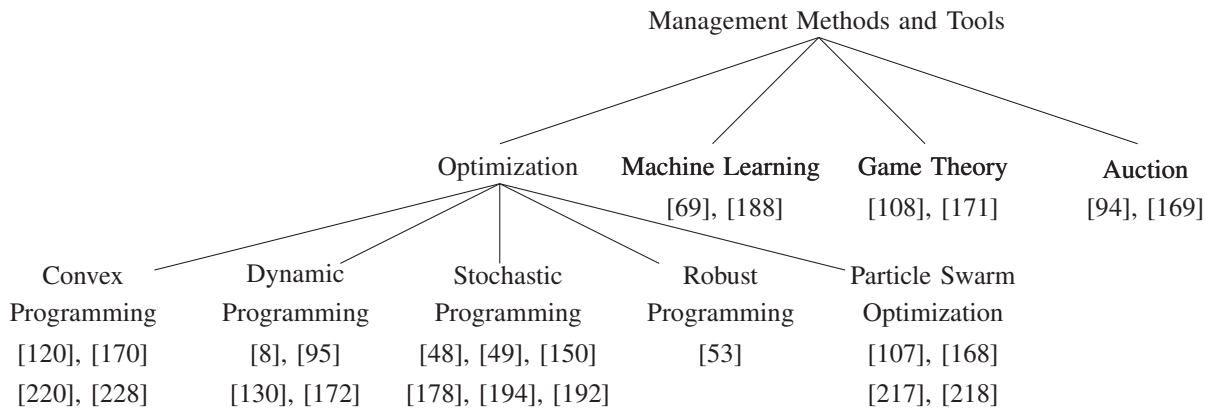 Management Methods and Tools
Optimization
Machine Learning
[69], [188]
Game Theory
[108], [171]
Auction
[94], [169]
Convex
Programming
[120], [170]
[220], [228]
Dynamic
Programming
[8], [95]
[130], [172]
Stochastic
Programming
[48], [49], [150]
[178], [194], [192]
Robust
Programming
[53]
Particle Swarm
Optimization
[107], [168]
[217], [218]